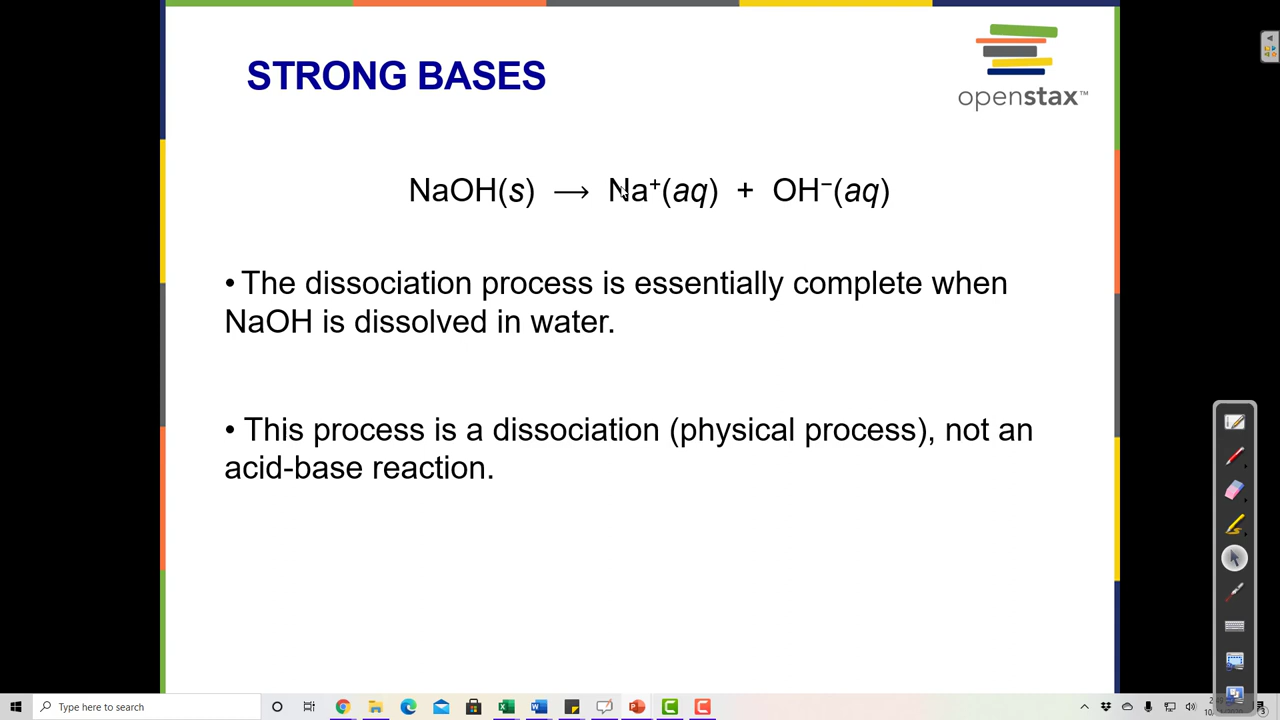 STRONG BASES
openstax™
NaOH(s) ⟶ Na⁺(aq) + OH⁻(aq)
• The dissociation process is essentially complete when
NaOH is dissolved in water.
• This process is a dissociation (physical process), not an
acid-base reaction.
Type here to search